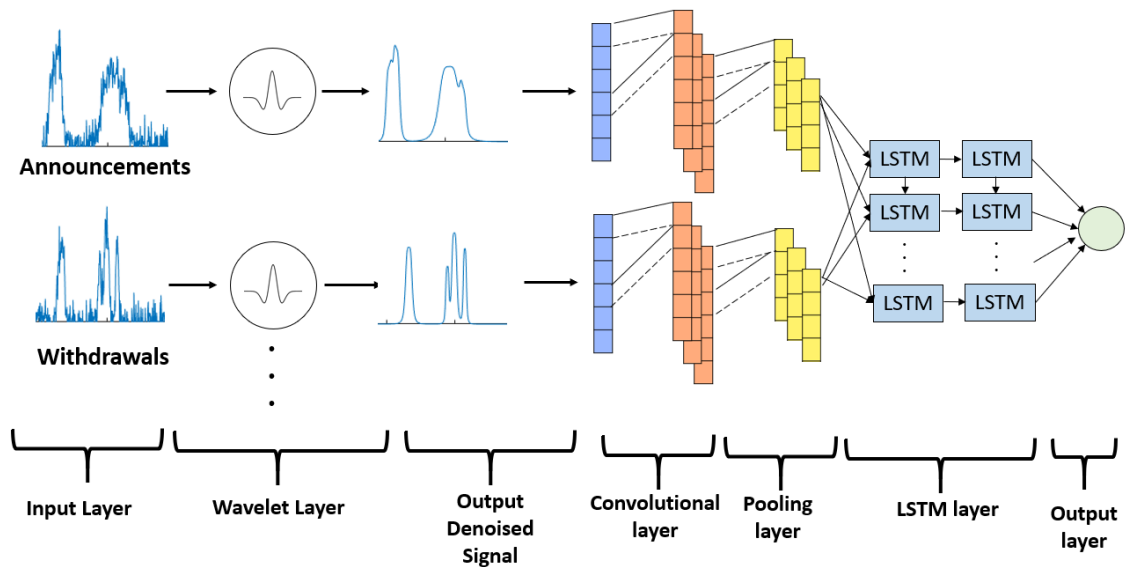 Announcements
LSTM
LSTM
LSTM
LSTM
Withdrawals
LSTM
LSTM
Input Layer
Wavelet Layer
Output
Denoised
Signal
Convolutional
layer
Pooling
layer
LSTM layer
Output
layer